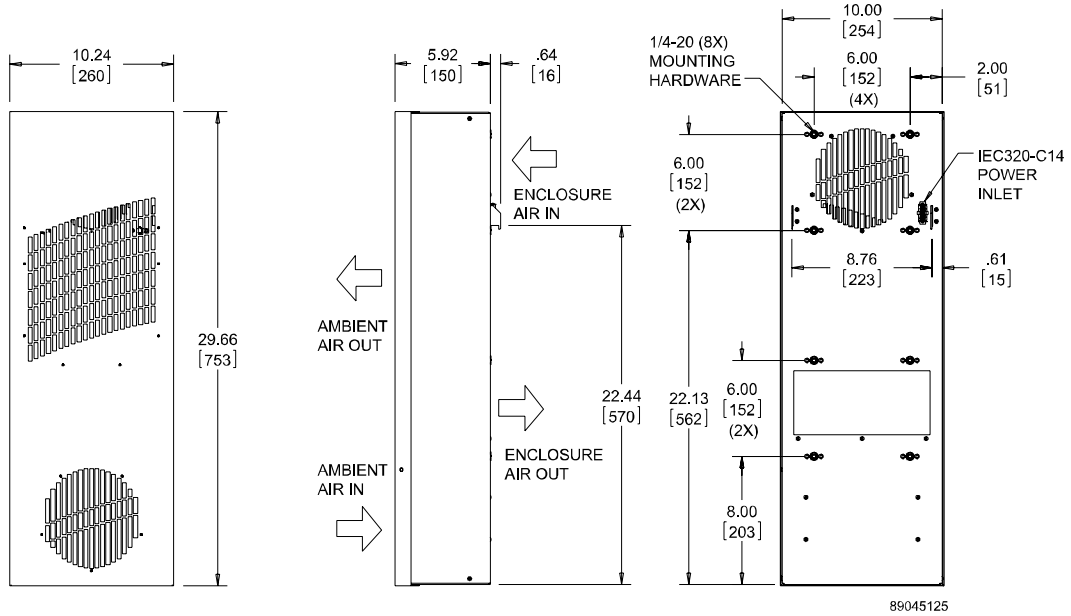 10.24
[260]
29.66
[753]
5.92
[150]
.64
[16]
ENCLOSURE
AIR IN
AMBIENT
AIR OUT
ENCLOSURE
AIR OUT
AMBIENT
AIR IN
22.44
[570]
10.00
[254]
1/4-20 (8X)
MOUNTING
HARDWARE
6.00
[152]
(4X)
2.00
[51]
6.00
[152]
(2X)
IEC320-C14
POWER
INLET
8.76
[223]
.61
[15]
22.13
[562]
6.00
[152]
(2X)
8.00
[203]
89045125